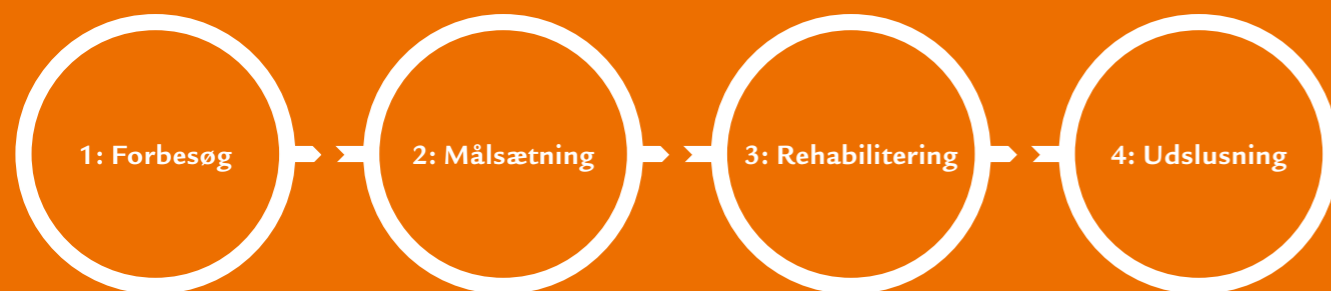 1: Forbesøg
2: Målsætning
3: Rehabilitering
4: Udslusning